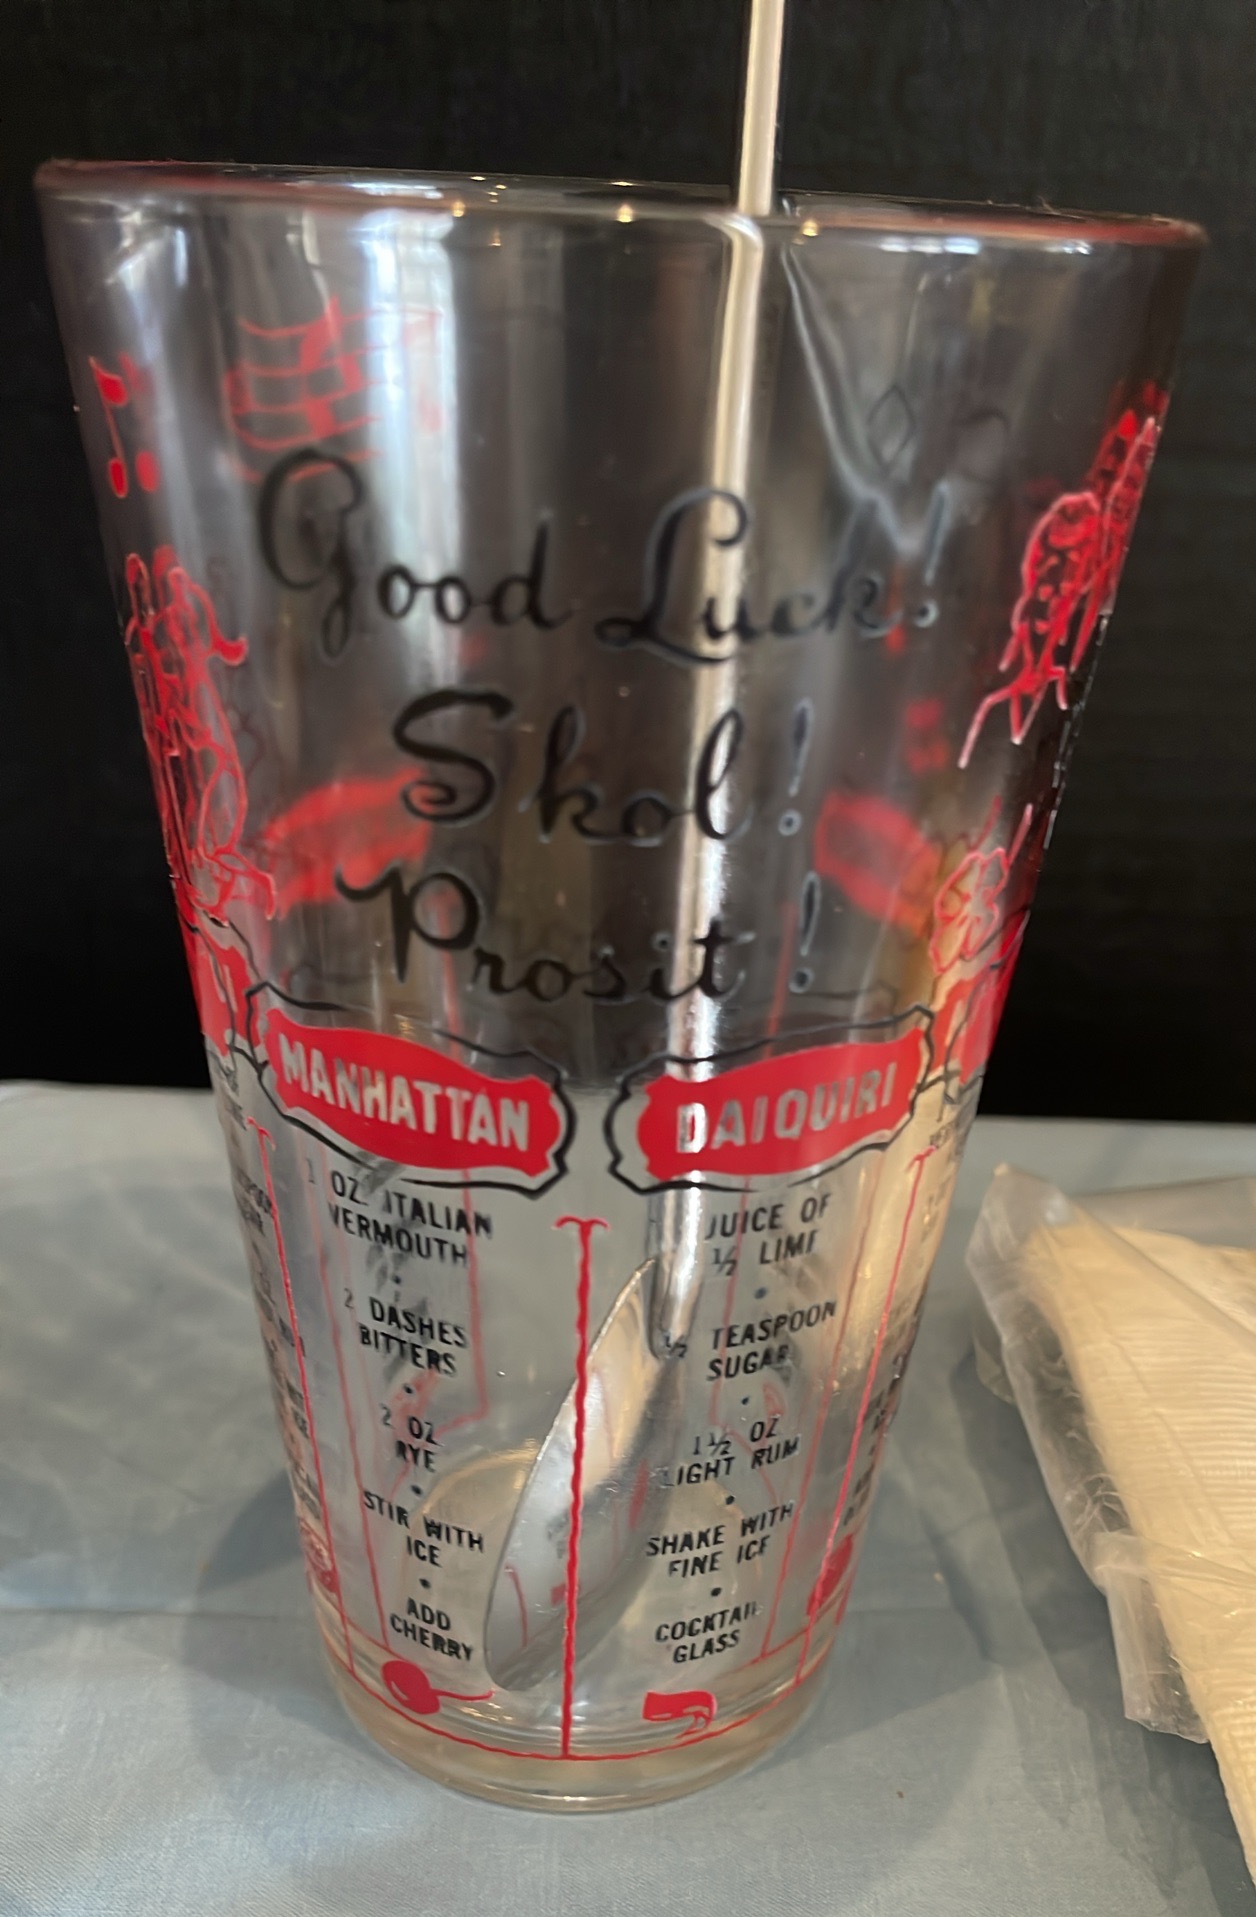 Good Luck!
Skol!
Prosit!
MANHATTAN
1 OZ. ITALIAN
VERMOUTH
2 DASHES
BITTERS
2 OZ
RYE
STIR WITH
ICE
ADD
CHERRY
DAIQUIRI
JUICE OF
½ LIME
½ TEASPOON
SUGAR
1½ OZ
LIGHT RUM
SHAKE WITH
FINE ICE
COCKTAIL
GLASS